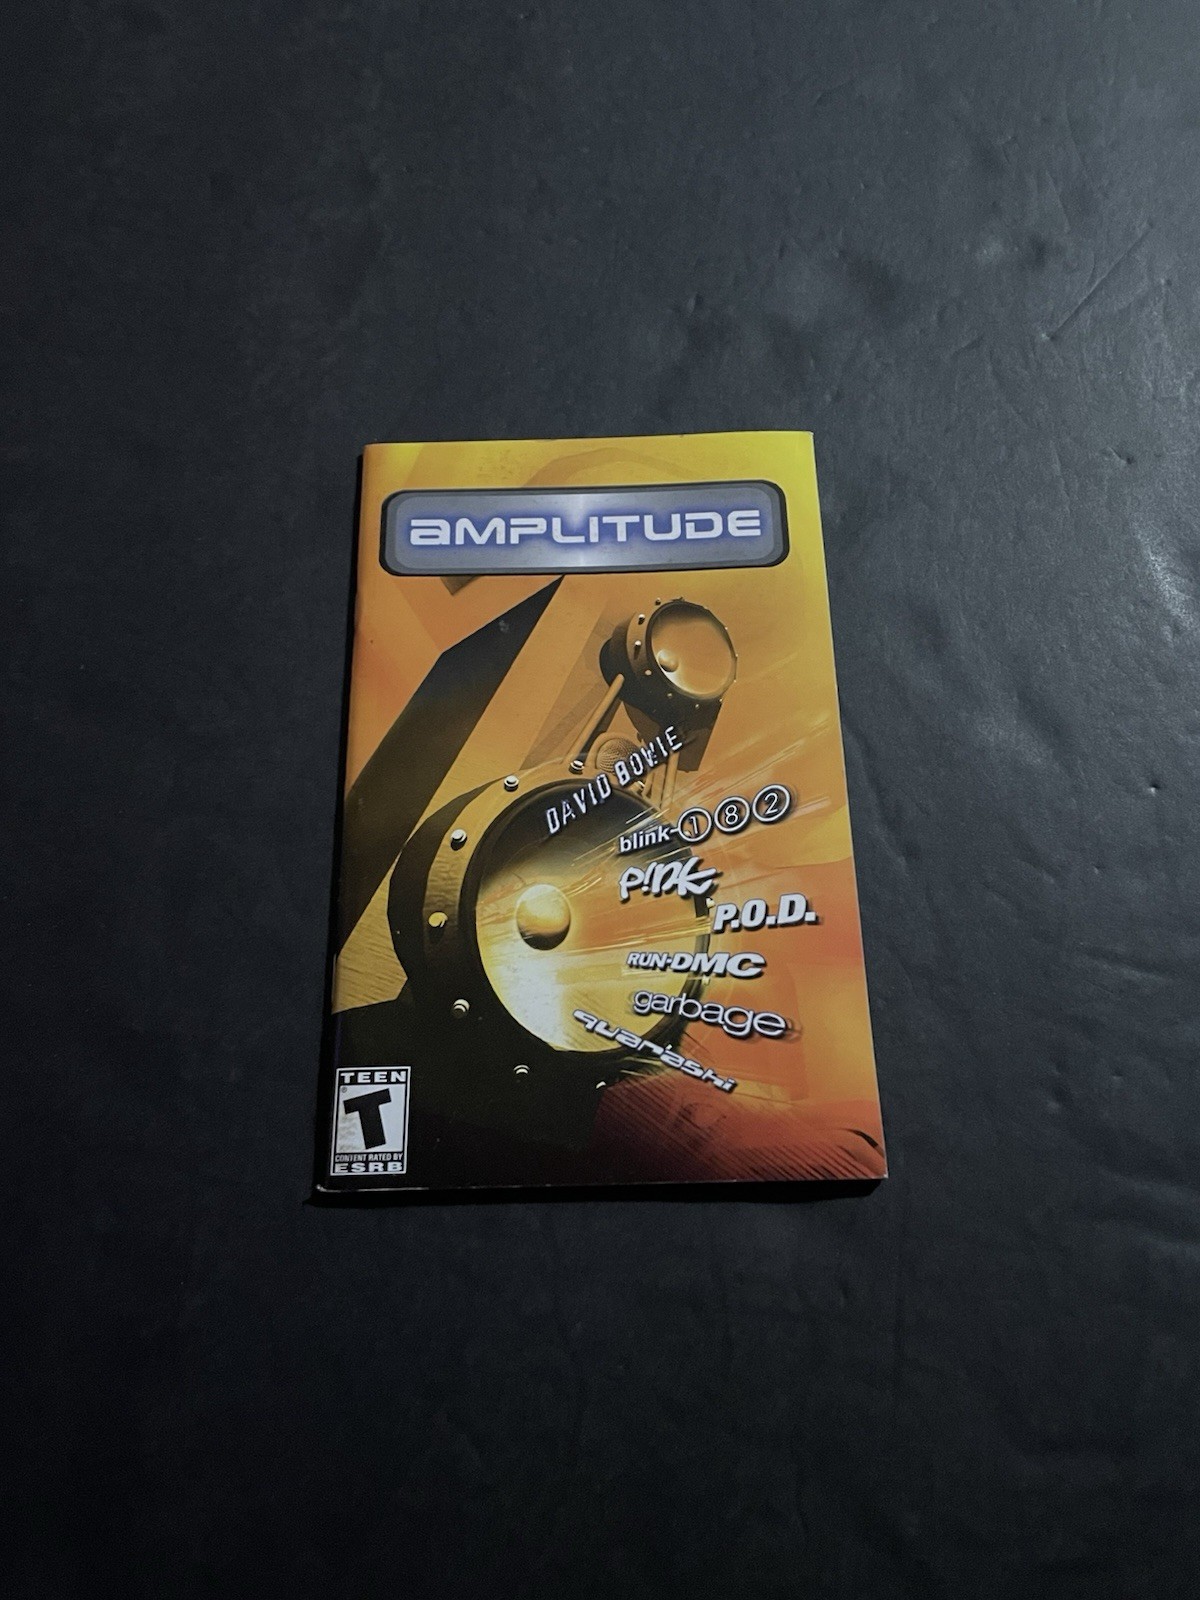 aMPLITUDE
DAVID BOWIE
blink-182
P!NK
P.O.D.
RUN-DMC
garbage
quarashi
TEEN
T
CONTENT RATED BY
ESRB